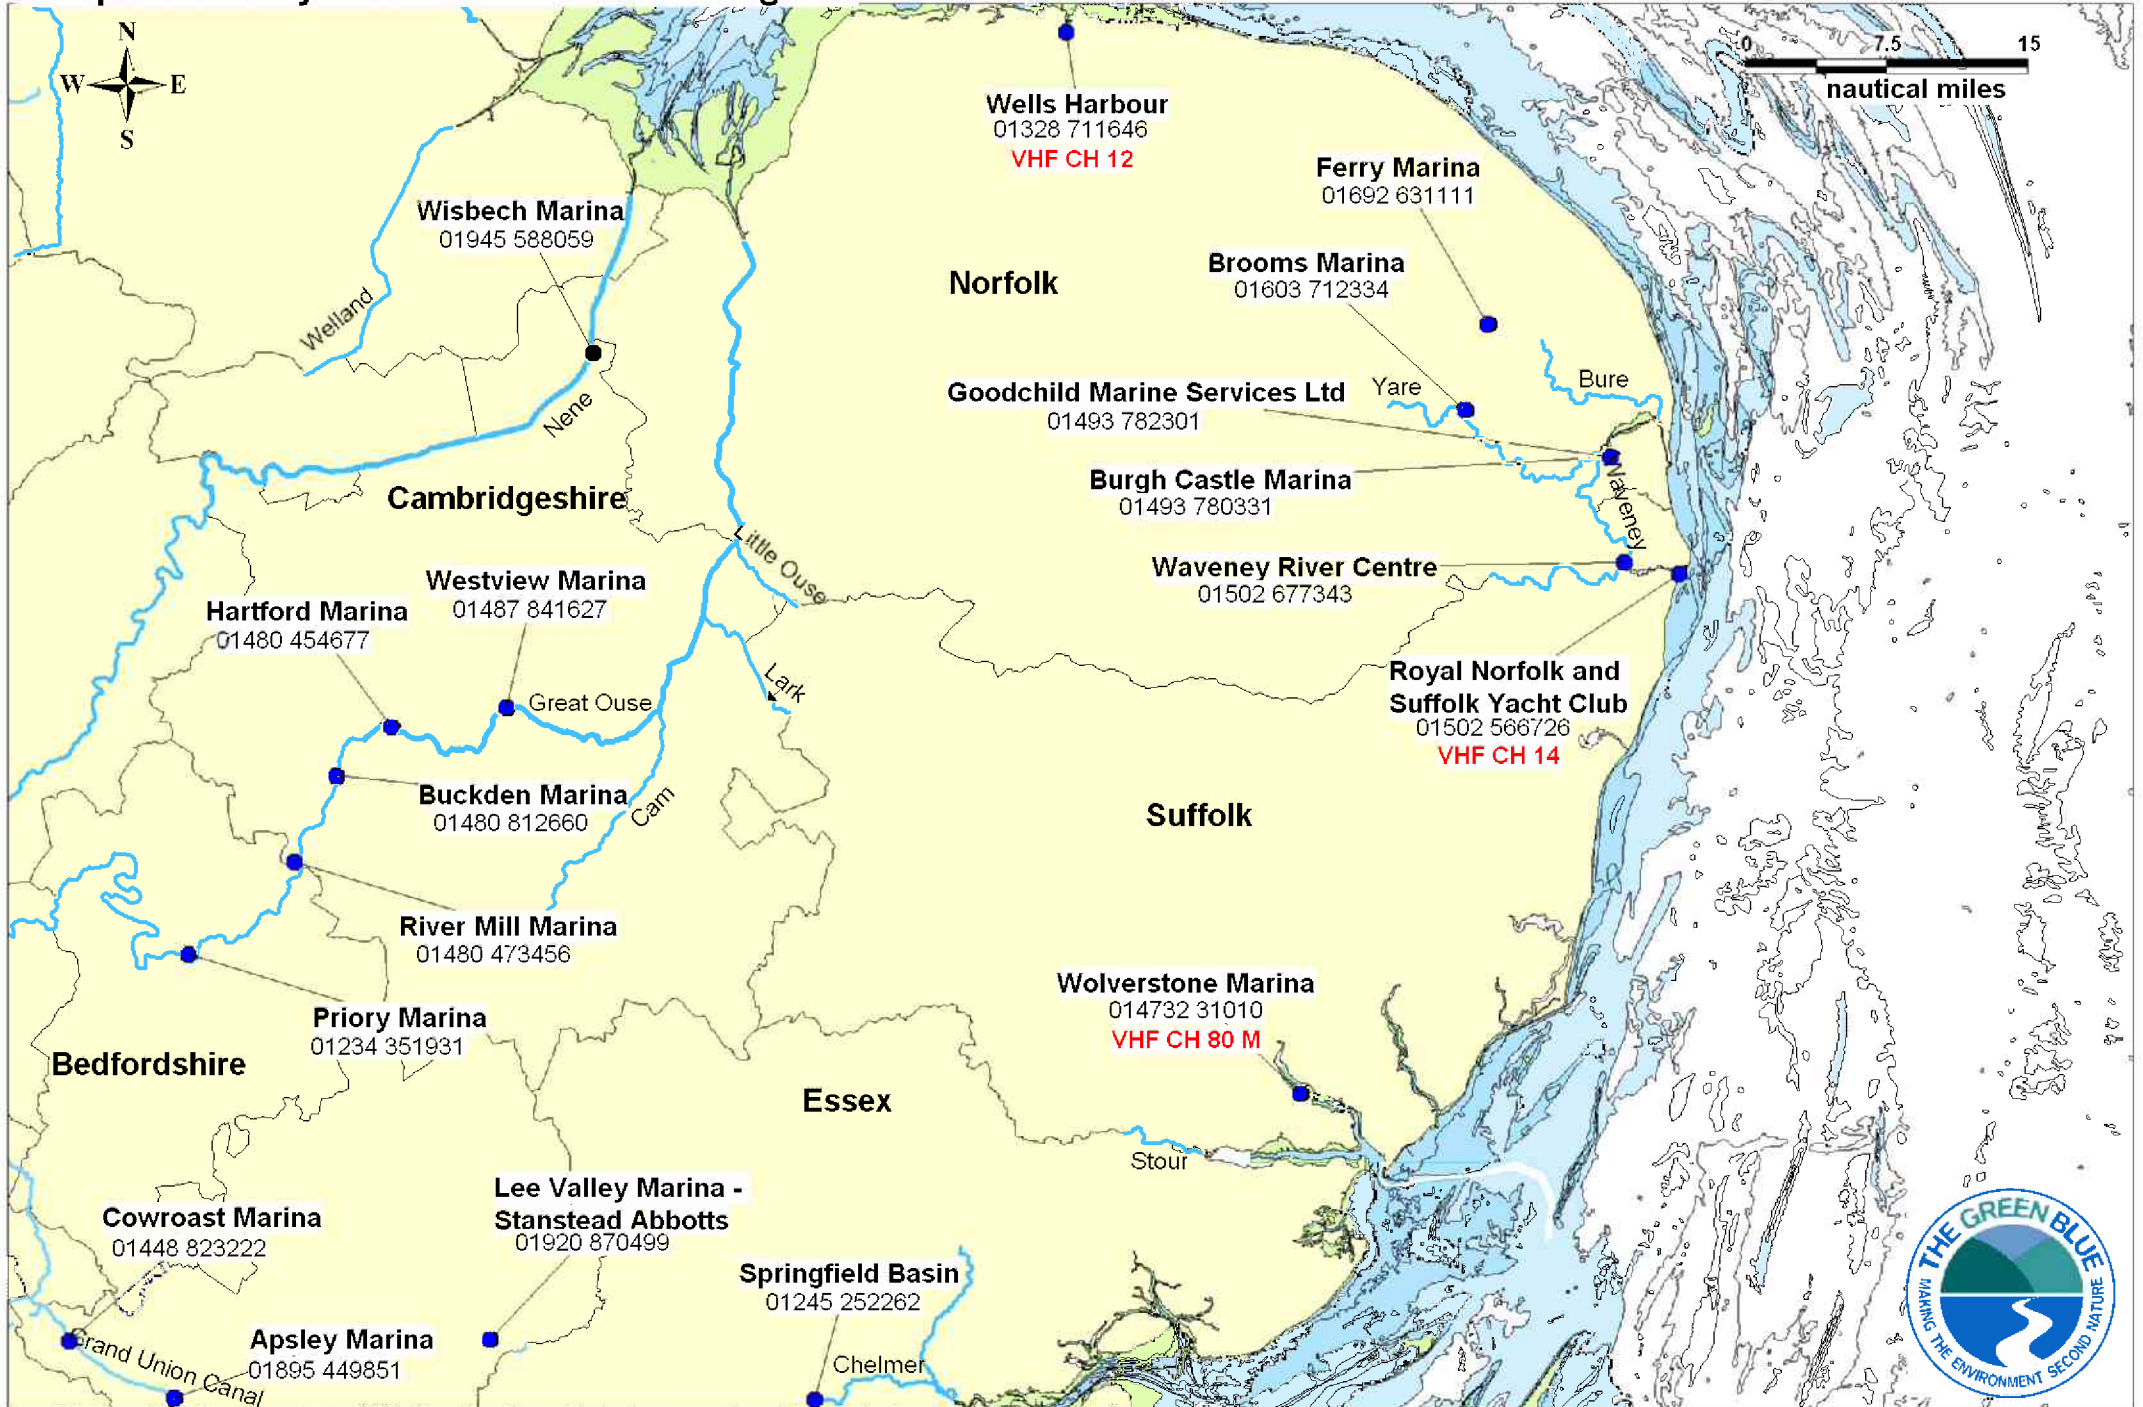 N
W E
S
0 7.5 15
nautical miles
Wells Harbour
01328 711646
VHF CH 12
Ferry Marina
01692 631111
Wisbech Marina
01945 588059
Brooms Marina
01603 712334
Norfolk
Welland
Goodchild Marine Services Ltd
01493 782301
Yare
Bure
Nene
Burgh Castle Marina
01493 780331
Cambridgeshire
Waveney
Little Ouse
Waveney River Centre
01502 677343
Westview Marina
01487 841627
Hartford Marina
01480 454677
Lark
Great Ouse
Royal Norfolk and
Suffolk Yacht Club
01502 566726
VHF CH 14
Buckden Marina
01480 812660
Cam
Suffolk
River Mill Marina
01480 473456
Wolverstone Marina
014732 31010
VHF CH 80 M
Priory Marina
01234 351931
Bedfordshire
Essex
Stour
Lee Valley Marina -
Stanstead Abbotts
01920 870499
Cowroast Marina
01448 823222
Springfield Basin
01245 252262
Apsley Marina
01895 449851
Grand Union Canal
Chelmer
THE GREEN BLUE
MAKING THE ENVIRONMENT SECOND NATURE